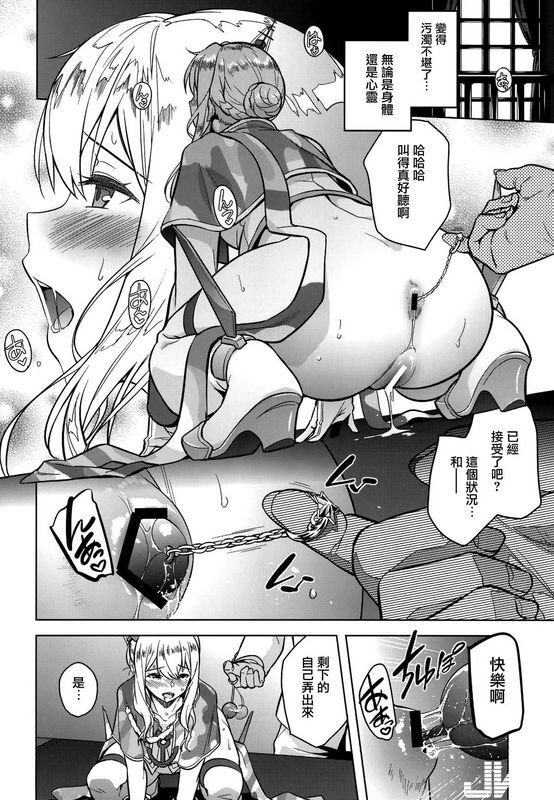 變得
污濁不堪了…
無論是身體
還是心靈
哈哈哈
叫得真好聽啊
已經
接受了吧?
這個狀況…
和──
快樂啊
剩下的
自己弄出來
是…